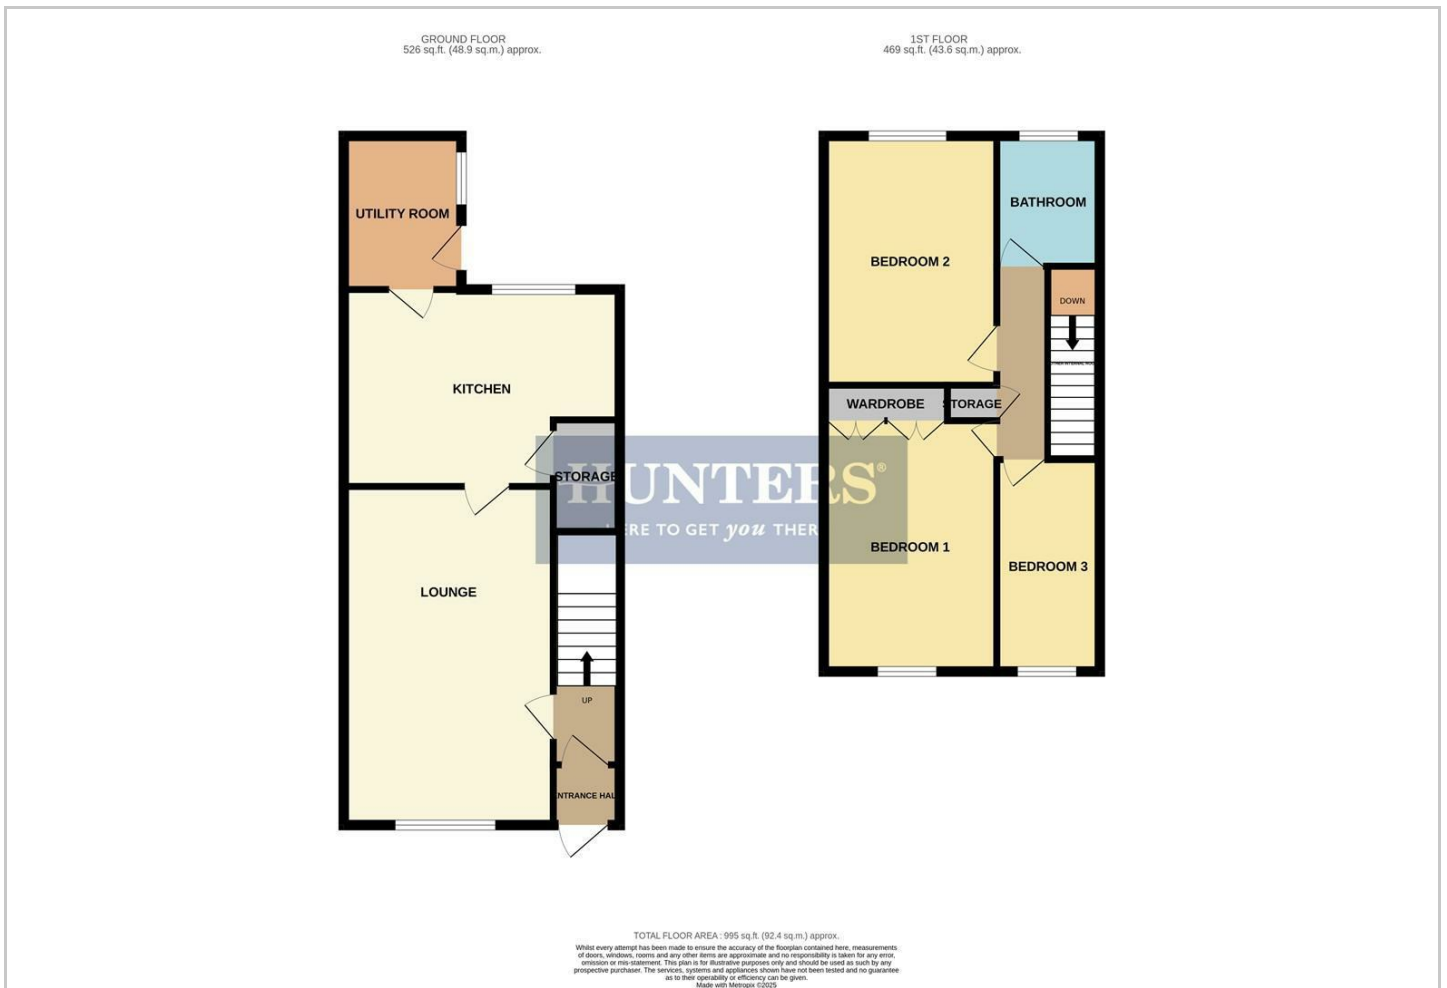 GROUND FLOOR
526 sq.ft. (48.9 sq.m.) approx.
1ST FLOOR
469 sq.ft. (43.6 sq.m.) approx.
UTILITY ROOM
KITCHEN
STORAGE
LOUNGE
UP
ENTRANCE HALL
BEDROOM 2
BATHROOM
DOWN
WARDROBE
STORAGE
BEDROOM 1
BEDROOM 3
HUNTERS®
HERE TO GET you THERE
TOTAL FLOOR AREA : 995 sq.ft. (92.4 sq.m.) approx.
Whilst every attempt has been made to ensure the accuracy of the floorplan contained here, measurements
of doors, windows, rooms and any other items are approximate and no responsibility is taken for any error,
omission or mis-statement. This plan is for illustrative purposes only and should be used as such by any
prospective purchaser. The services, systems and appliances shown have not been tested and no guarantee
as to their operability or efficiency can be given.
Made with Metropix ©2025